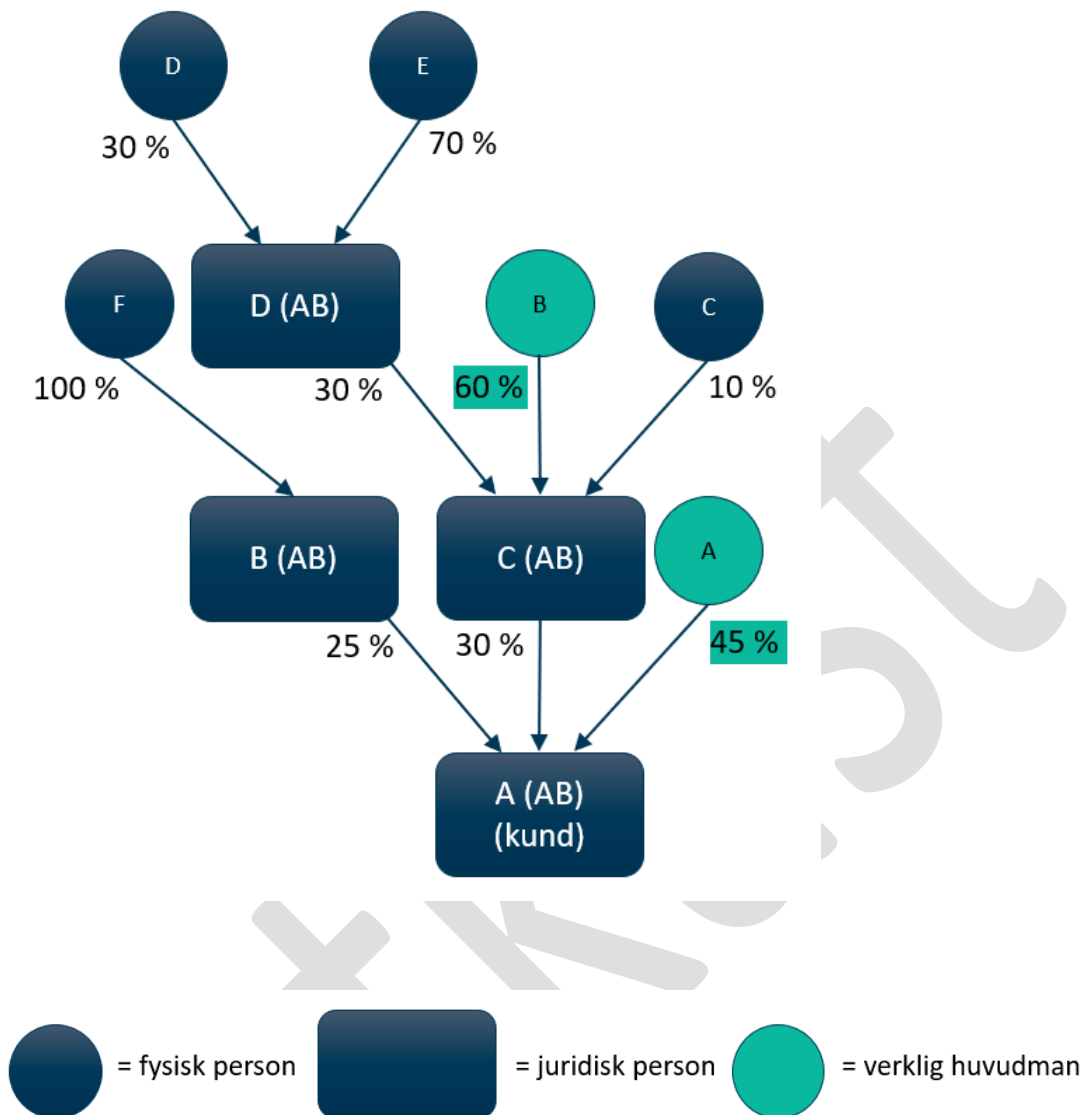 D
E
30 %
70 %
F
D (AB)
B
C
100 %
30 %
60 %
10 %
B (AB)
C (AB)
A
25 %
30 %
45 %
A (AB)
(kund)
= fysisk person
= juridisk person
= verklig huvudman